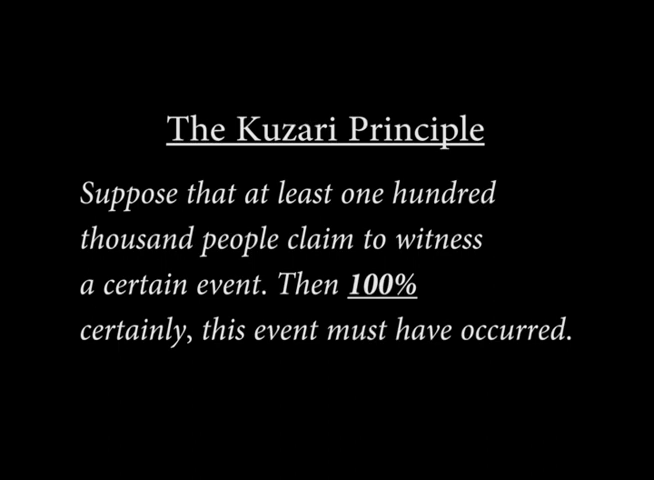 The Kuzari Principle
Suppose that at least one hundred
thousand people claim to witness
a certain event. Then 100%
certainly, this event must have occurred.